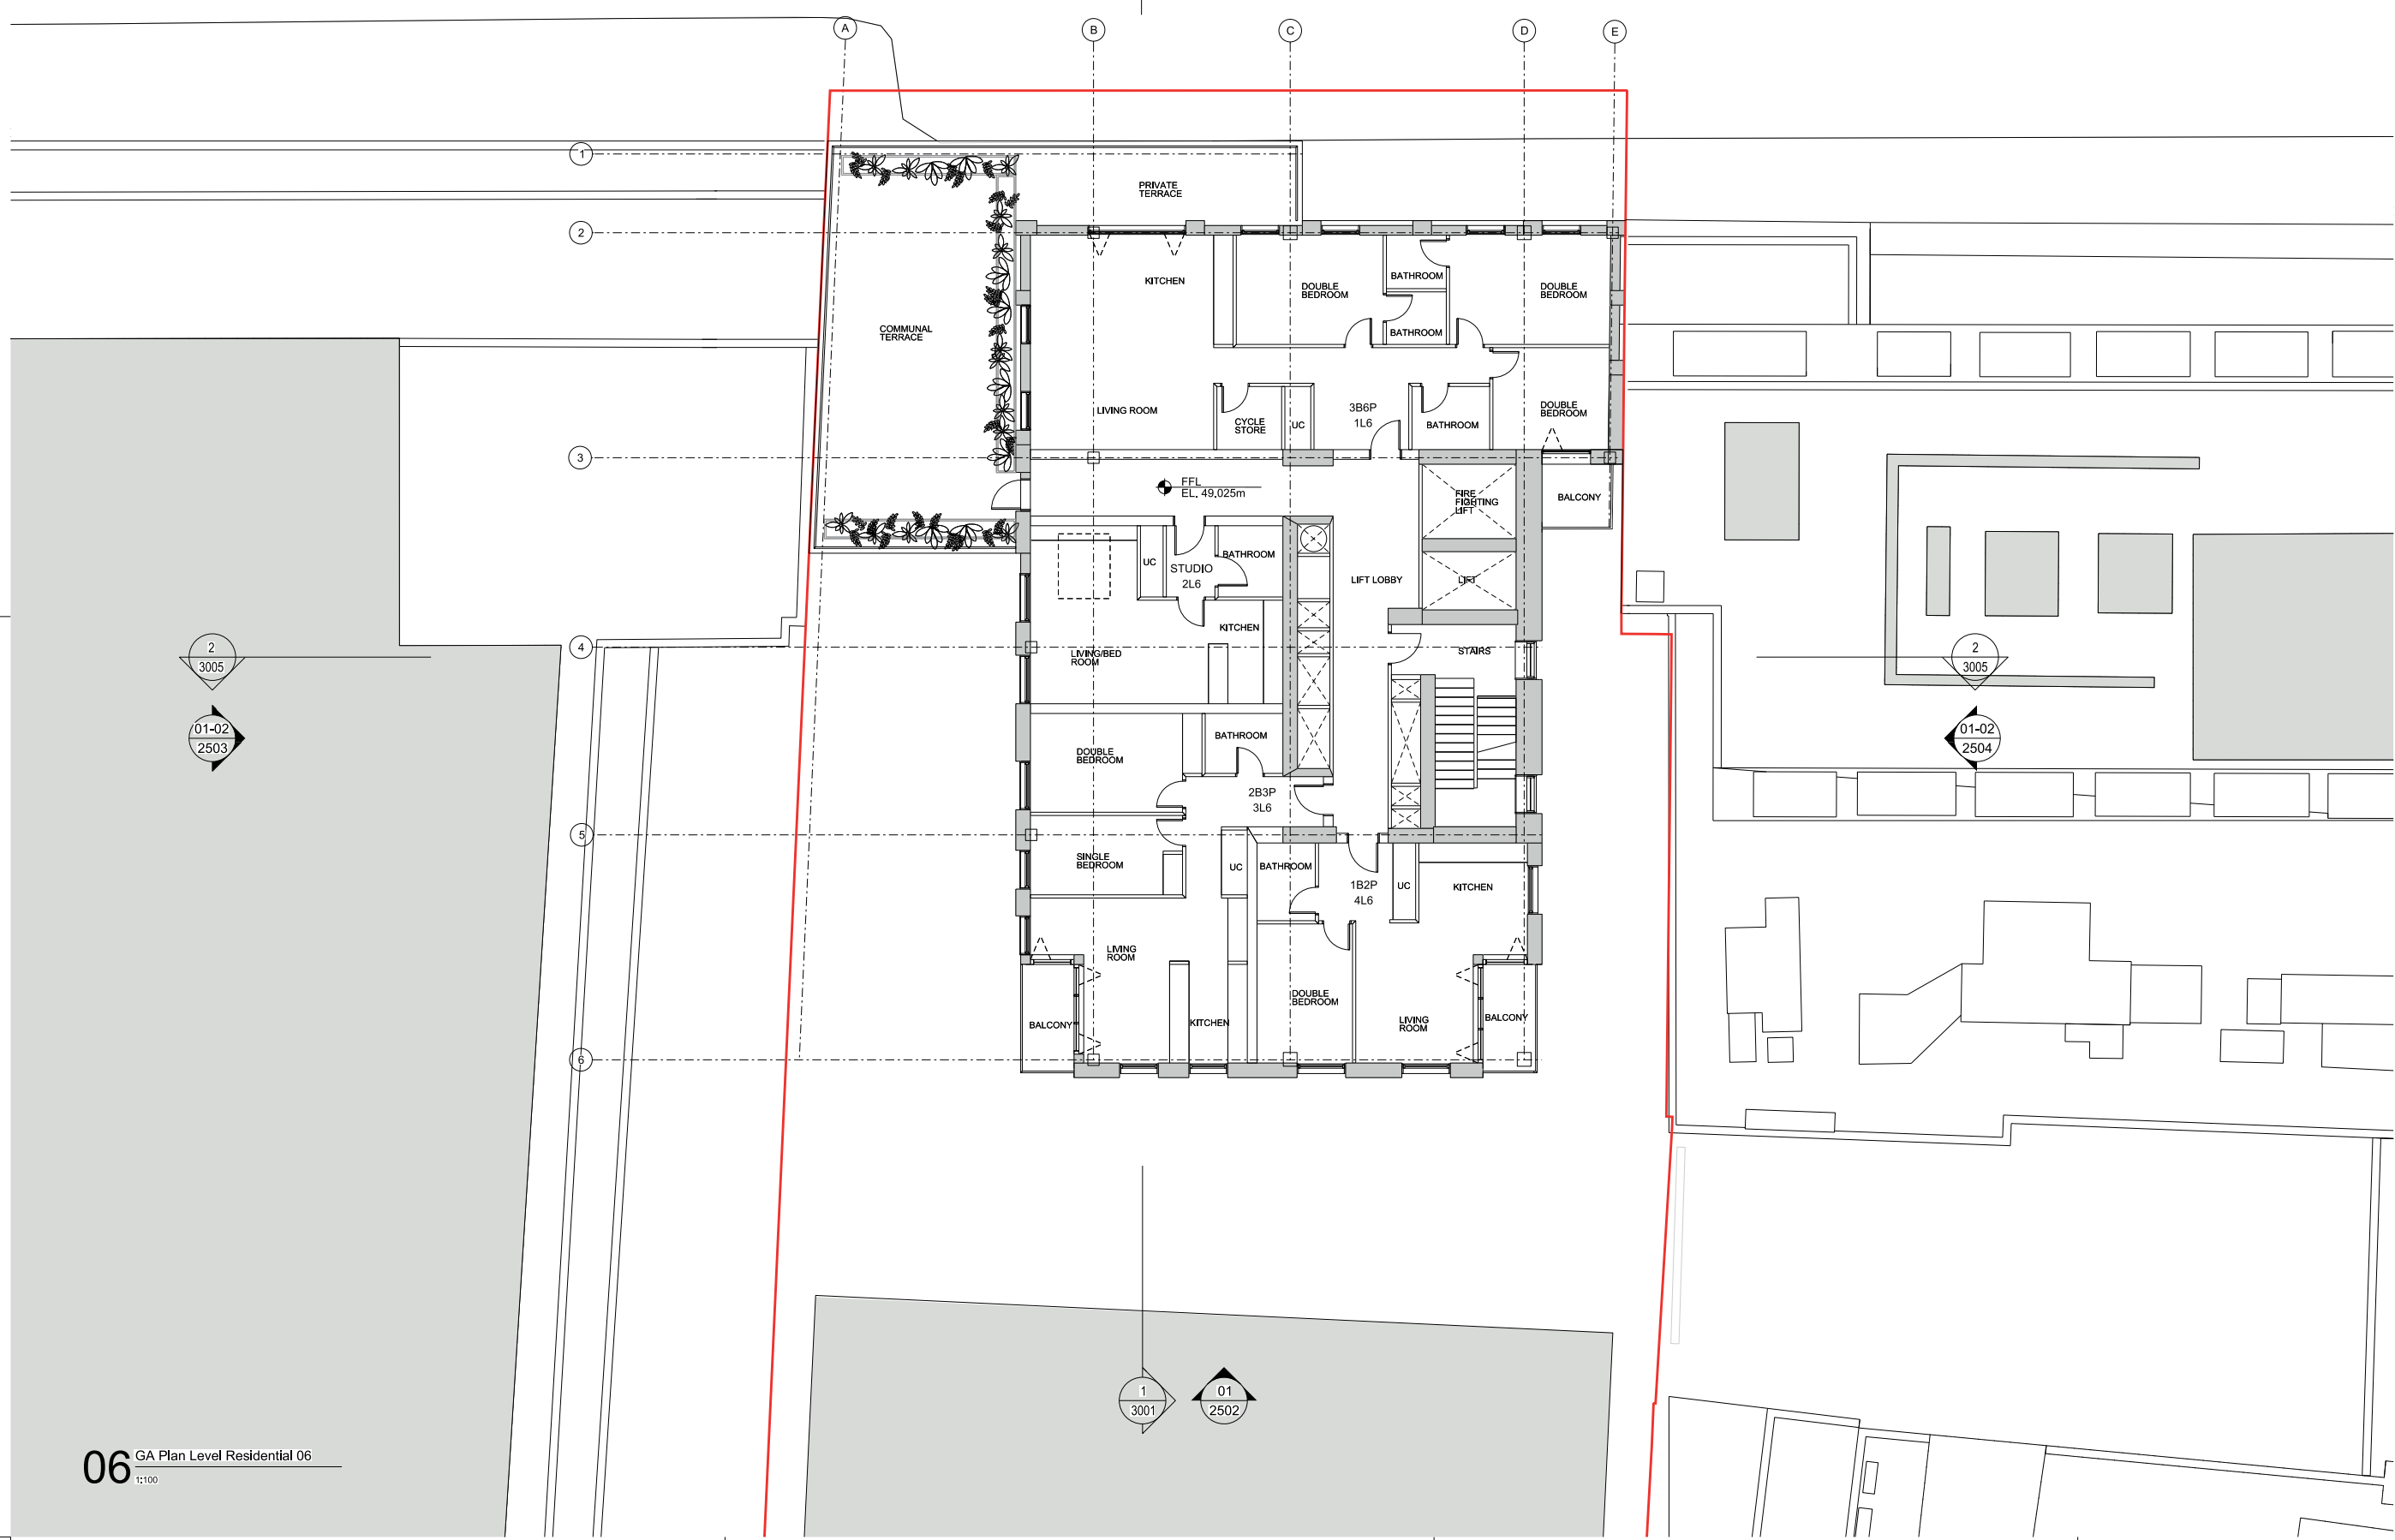 A
B
C
D
E
1
PRIVATE
TERRACE
2
KITCHEN
DOUBLE
BEDROOM
BATHROOM
DOUBLE
BEDROOM
COMMUNAL
TERRACE
BATHROOM
LIVING ROOM
CYCLE
STORE
UC
3B6P
1L6
BATHROOM
DOUBLE
BEDROOM
3
FFL
EL, 49,025m
FIRE
FIGHTING
LIFT
BALCONY
UC
STUDIO
2L6
BATHROOM
LIFT LOBBY
LIFT
KITCHEN
4
LIVING/BED
ROOM
STAIRS
2
3005
2
3005
01-02
2503
01-02
2504
DOUBLE
BEDROOM
BATHROOM
2B3P
3L6
5
SINGLE
BEDROOM
UC
BATHROOM
1B2P
4L6
UC
KITCHEN
LIVING
ROOM
DOUBLE
BEDROOM
BALCONY
KITCHEN
LIVING
ROOM
BALCONY
6
1
3001
01
2502
06
GA Plan Level Residential 06
1:100